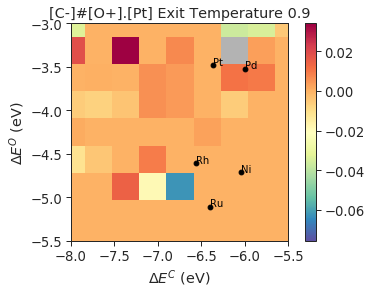 [C-]#[O+].[Pt] Exit Temperature 0.9
−3.0
−3.5
−4.0
−4.5
−5.0
−5.5
ΔE^O (eV)
Pt
Pd
Rh
Ni
Ru
−8.0 −7.5 −7.0 −6.5 −6.0 −5.5
ΔE^C (eV)
0.02
0.00
−0.02
−0.04
−0.06